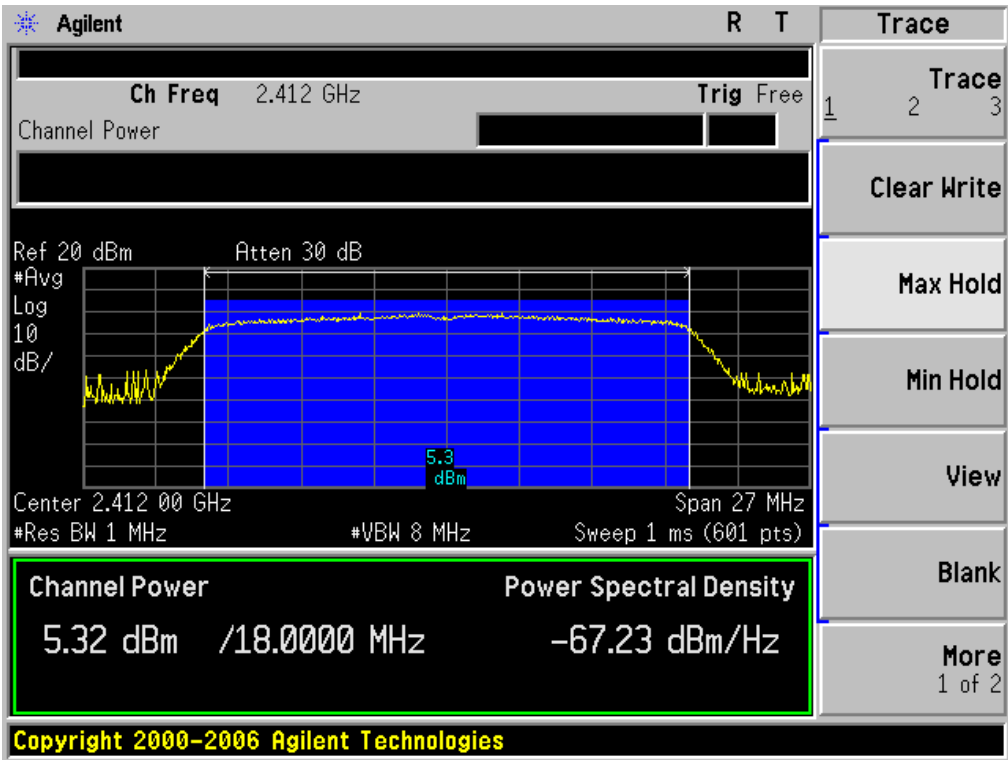 Agilent R T Trace
Ch Freq 2.412 GHz Trig Free
Channel Power
Trace
1 2 3
Clear Write
Max Hold
Min Hold
View
Blank
More
1 of 2
Ref 20 dBm Atten 30 dB
#Avg
Log
10
dB/
5.3
dBm
Center 2.412 00 GHz Span 27 MHz
#Res BW 1 MHz #VBW 8 MHz Sweep 1 ms (601 pts)
Channel Power Power Spectral Density
5.32 dBm /18.0000 MHz -67.23 dBm/Hz
Copyright 2000-2006 Agilent Technologies